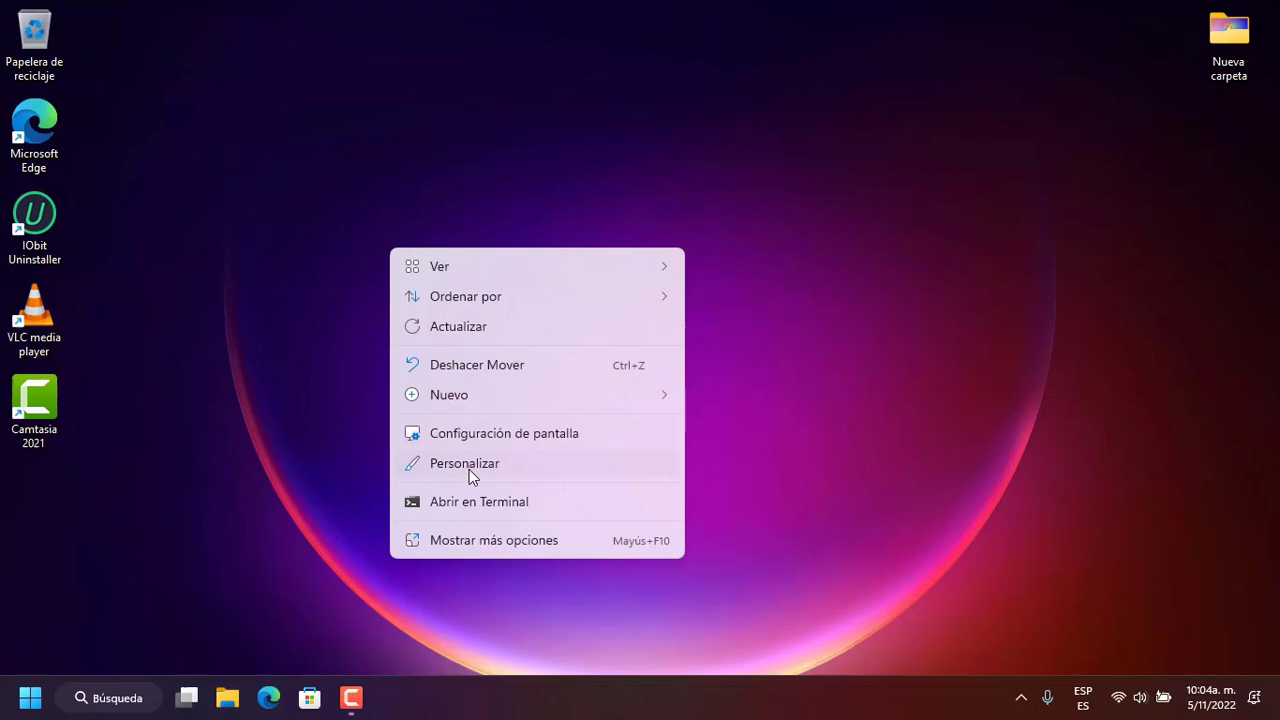 Papelera de
reciclaje
Microsoft
Edge
IObit
Uninstaller
VLC media
player
Camtasia
2021
Nueva
carpeta
Ver
Ordenar por
Actualizar
Deshacer Mover Ctrl+Z
Nuevo
Configuración de pantalla
Personalizar
Abrir en Terminal
Mostrar más opciones Mayús+F10
Búsqueda
ESP
ES
10:04a. m.
5/11/2022